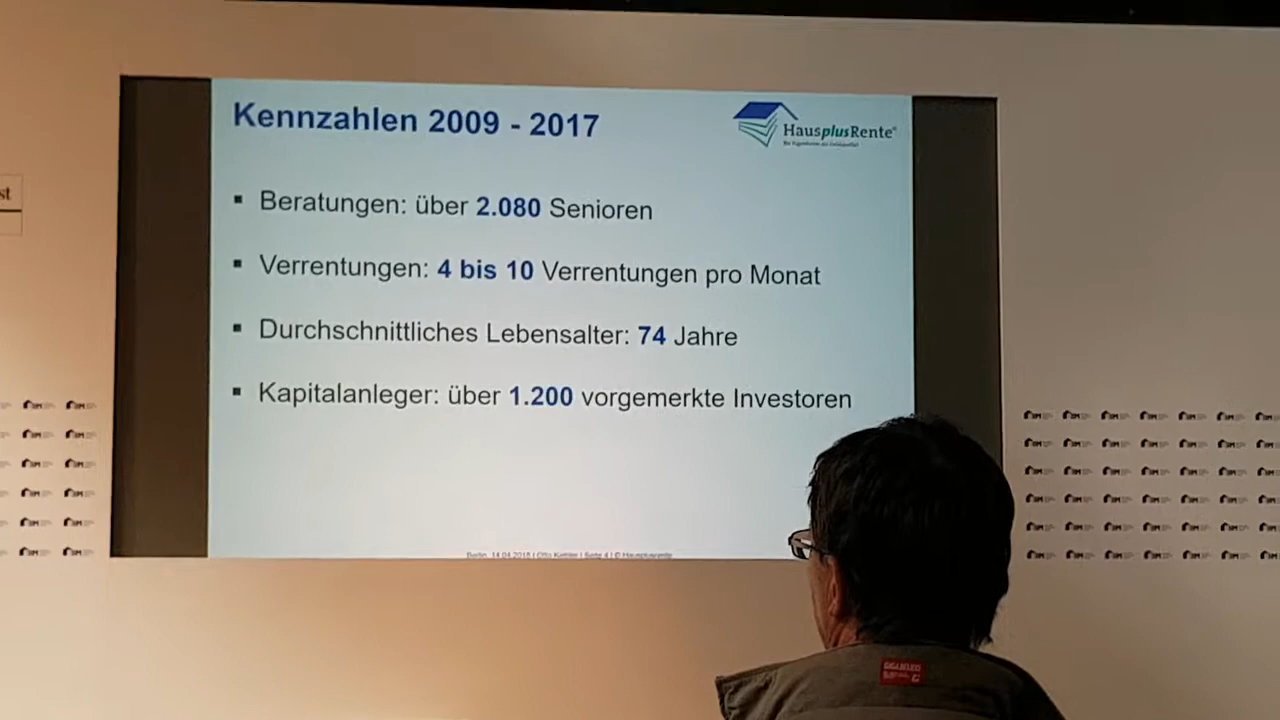 Kennzahlen 2009 - 2017
HausplusRente®
▪ Beratungen: über 2.080 Senioren
▪ Verrentungen: 4 bis 10 Verrentungen pro Monat
▪ Durchschnittliches Lebensalter: 74 Jahre
▪ Kapitalanleger: über 1.200 vorgemerkte Investoren
st